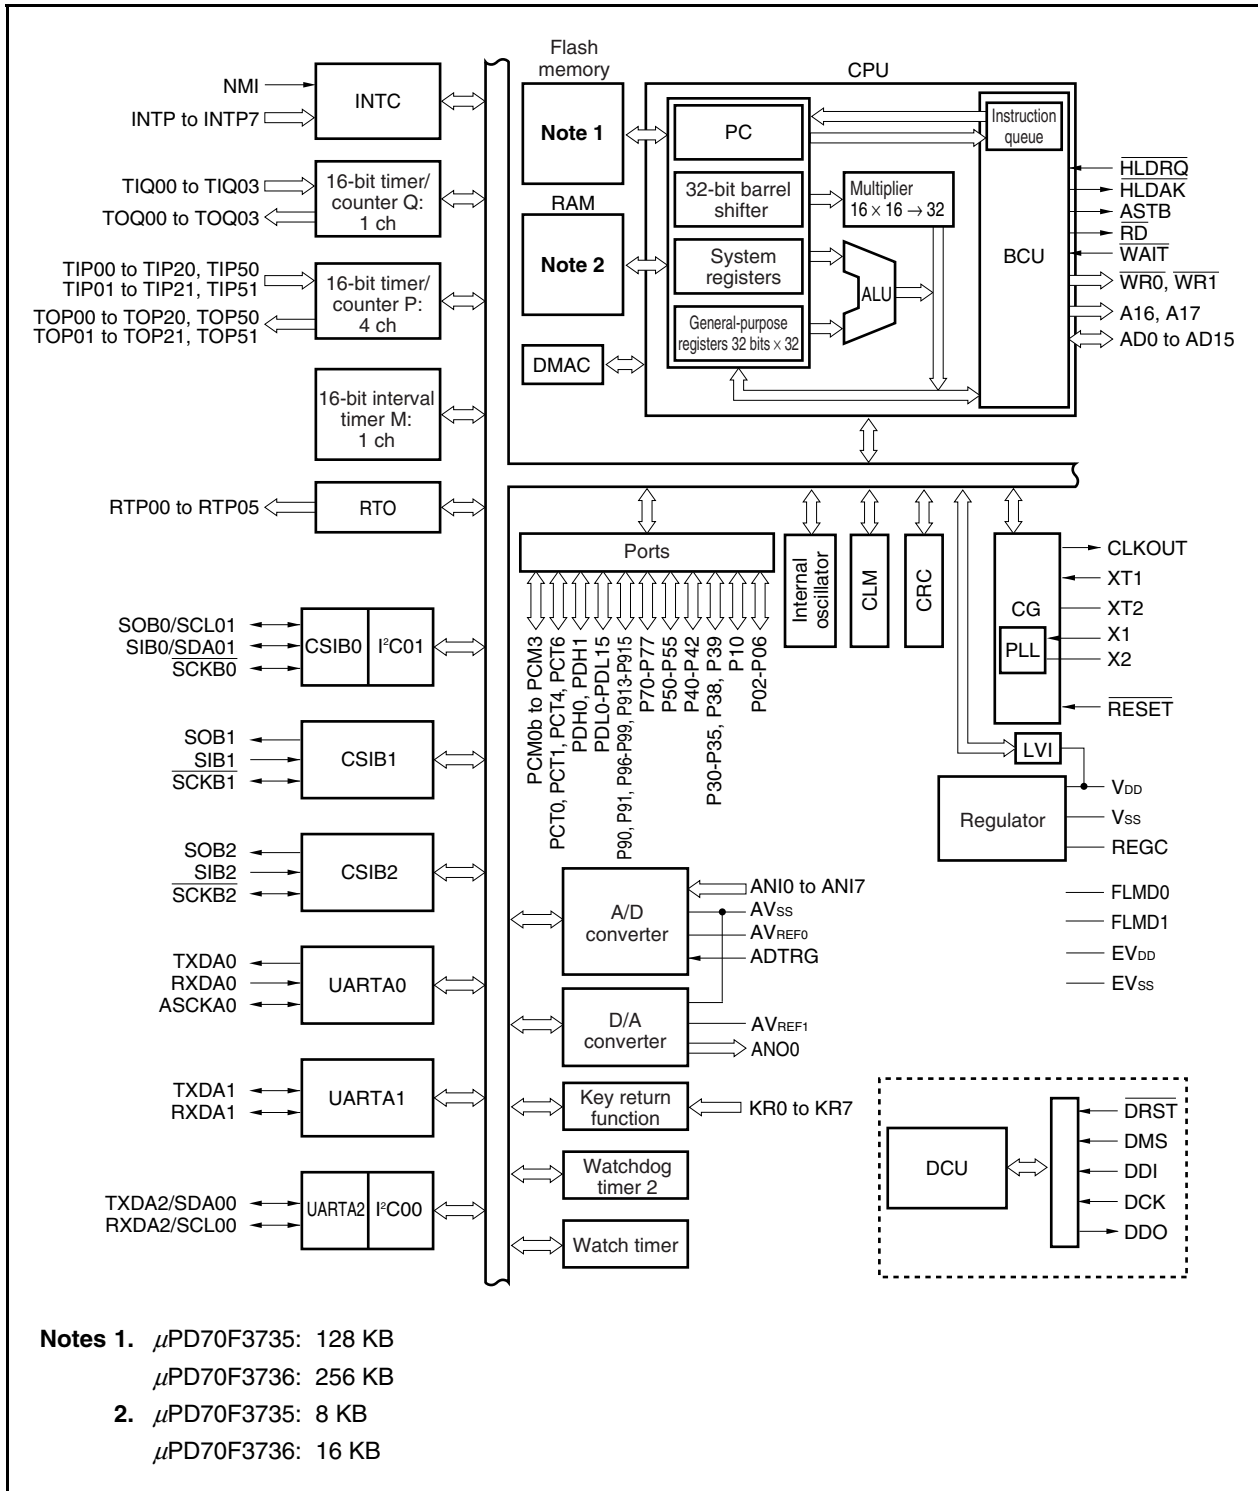 NMI
INTP to INTP7
INTC
TIQ00 to TIQ03
TOQ00 to TOQ03
16-bit timer/
counter Q:
1 ch
TIP00 to TIP20, TIP50
TIP01 to TIP21, TIP51
TOP00 to TOP20, TOP50
TOP01 to TOP21, TOP51
16-bit timer/
counter P:
4 ch
16-bit interval
timer M:
1 ch
RTP00 to RTP05
RTO
SOB0/SCL01
SIB0/SDA01
SCKB0
CSIB0
I²C01
SOB1
SIB1
SCKB1
CSIB1
SOB2
SIB2
SCKB2
CSIB2
TXDA0
RXDA0
ASCKA0
UARTA0
TXDA1
RXDA1
UARTA1
TXDA2/SDA00
RXDA2/SCL00
UARTA2
I²C00
Flash
memory
Note 1
RAM
Note 2
DMAC
CPU
PC
32-bit barrel
shifter
System
registers
General-purpose
registers 32 bits × 32
Multiplier
16 × 16 → 32
ALU
Instruction
queue
BCU
HLDRQ
HLDAK
ASTB
RD
WAIT
WR0, WR1
A16, A17
AD0 to AD15
Ports
PCM0b to PCM3
PCT0, PCT1, PCT4, PCT6
PDH0, PDH1
PDL0-PDL15
P90, P91, P96-P99, P913-P915
P70-P77
P50-P55
P40-P42
P30-P35, P38, P39
P10
P02-P06
Internal
oscillator
CLM
CRC
CG
PLL
CLKOUT
XT1
XT2
X1
X2
RESET
LVI
Regulator
VDD
VSS
REGC
FLMD0
FLMD1
EVDD
EVSS
A/D
converter
ANI0 to ANI7
AVSS
AVREF0
ADTRG
D/A
converter
AVREF1
ANO0
Key return
function
KR0 to KR7
Watchdog
timer 2
Watch timer
DCU
DRST
DMS
DDI
DCK
DDO
Notes 1. μPD70F3735: 128 KB
μPD70F3736: 256 KB
2. μPD70F3735: 8 KB
μPD70F3736: 16 KB